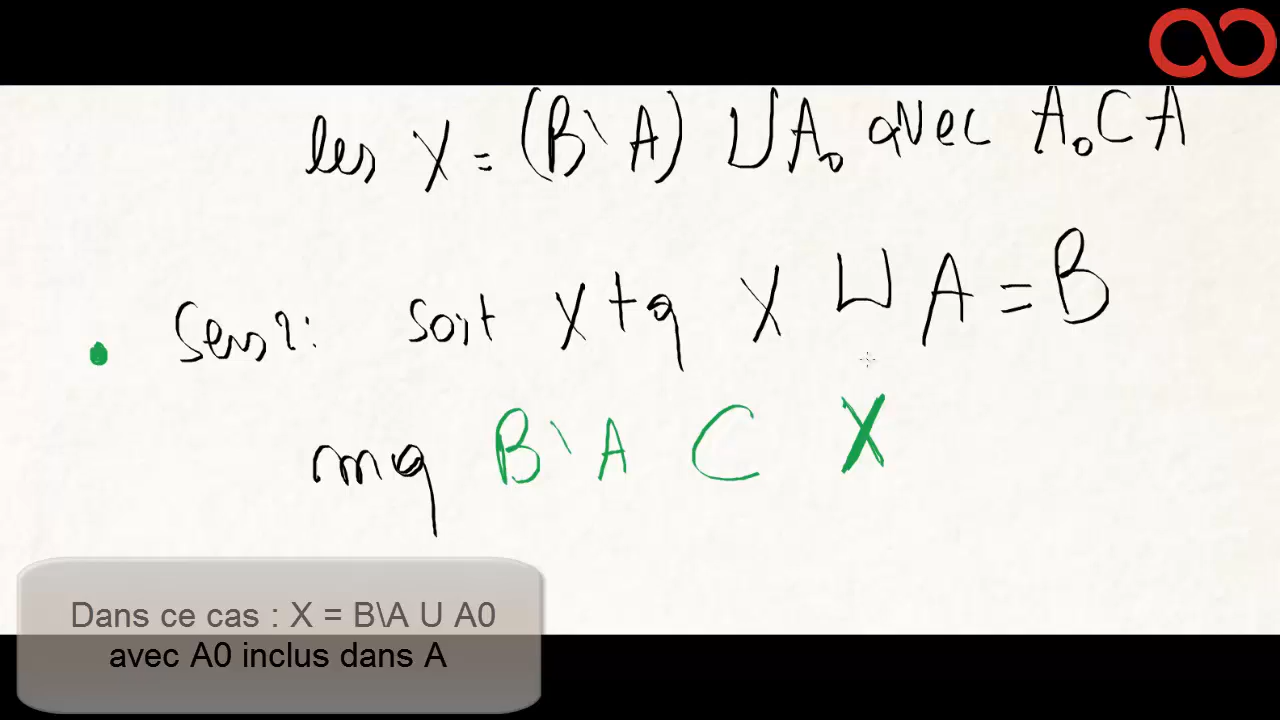 les X = (B \ A) ∪ A₀ avec A₀ ⊂ A
Sens 2 : soit X tq X ∪ A = B
mq B \ A ⊂ X
Dans ce cas : X = B\A U A0
avec A0 inclus dans A